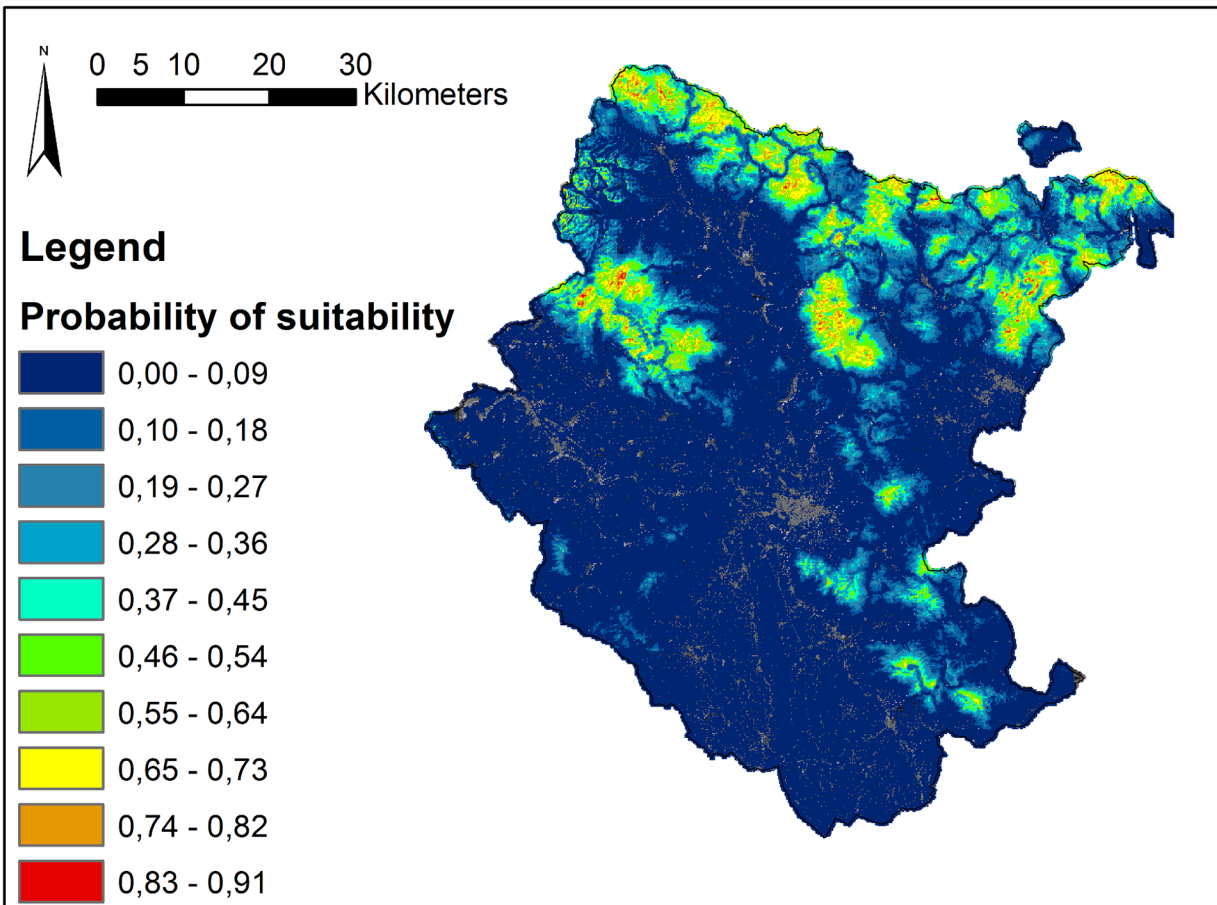 N
0 5 10 20 30
Kilometers
Legend
Probability of suitability
0,00 - 0,09
0,10 - 0,18
0,19 - 0,27
0,28 - 0,36
0,37 - 0,45
0,46 - 0,54
0,55 - 0,64
0,65 - 0,73
0,74 - 0,82
0,83 - 0,91